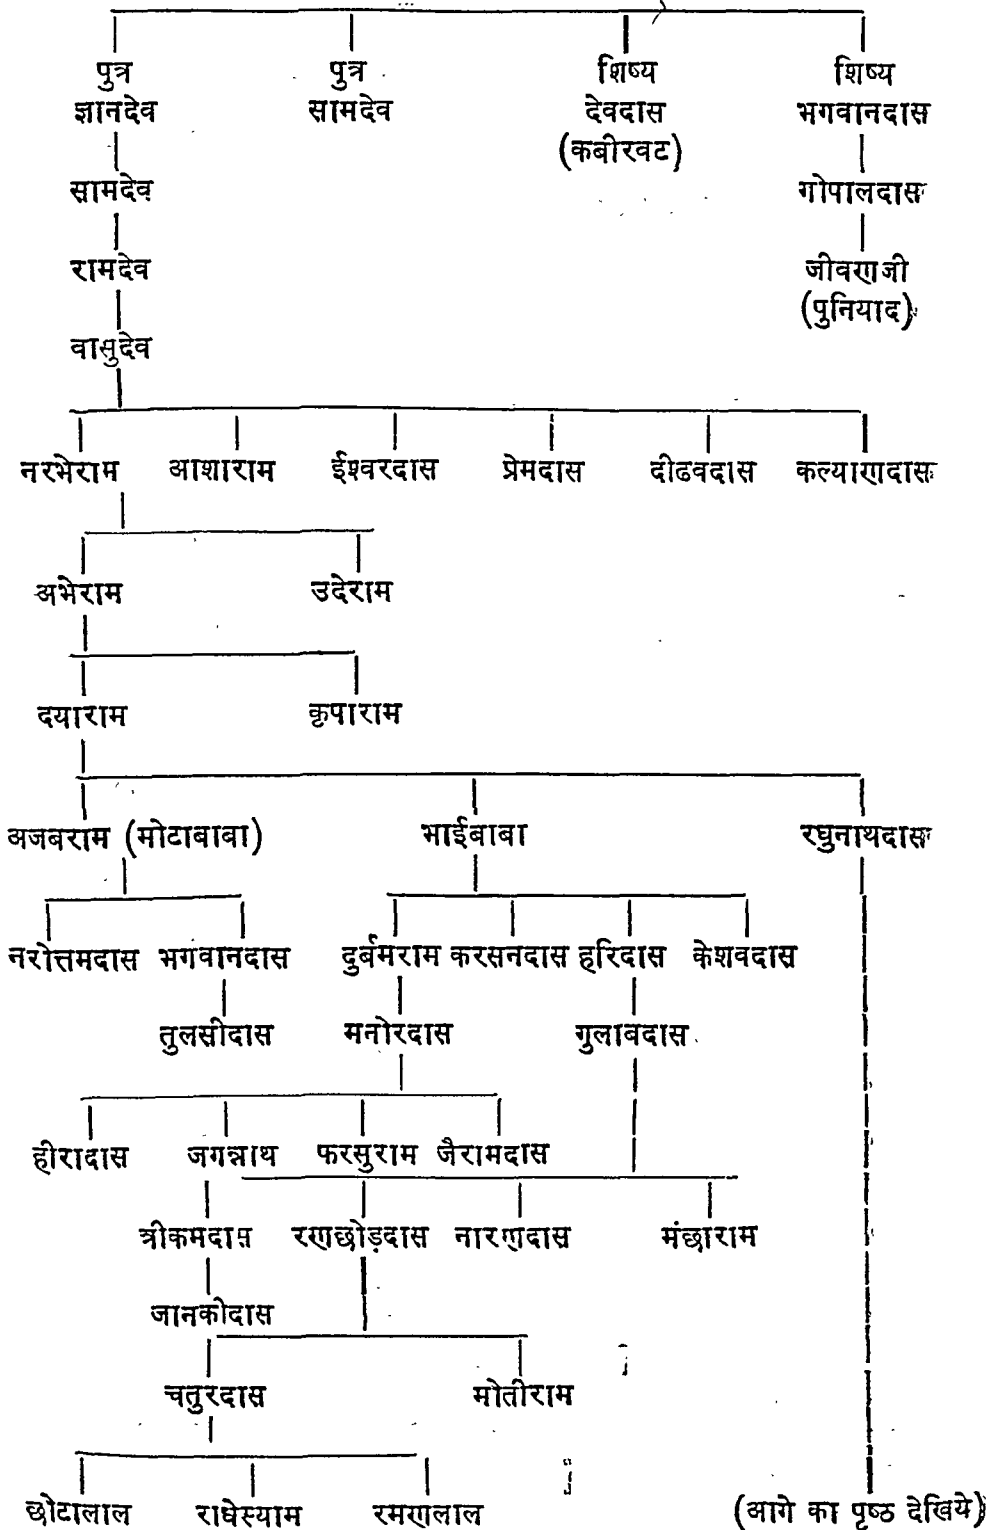 पुत्र पुत्र शिष्य शिष्य
ज्ञानदेव सामदेव देवदास भगवानदास
(कबीरवट)
सामदेव गोपालदास
रामदेव जीवणजी
(पुनियाद)
वासुदेव
नरभेराम आशाराम ईश्वरदास प्रेमदास दीढवदास कल्याणदास
अभेराम उदेराम
दयाराम कृपाराम
अजबराम (मोटाबाबा) भाईबाबा रघुनाथदास
नरोत्तमदास भगवानदास दुर्बमराम करसनदास हरिदास केशवदास
तुलसीदास मनोरदास गुलाबदास
हीरादास जगन्नाथ फरसुराम जैरामदास
त्रीकमदास रणछोड़दास नारणदास मंछाराम
जानकोदास
चतुरदास मोतीराम
छोटालाल राधेस्याम रमणलाल (आगे का पृष्ठ देखिये)